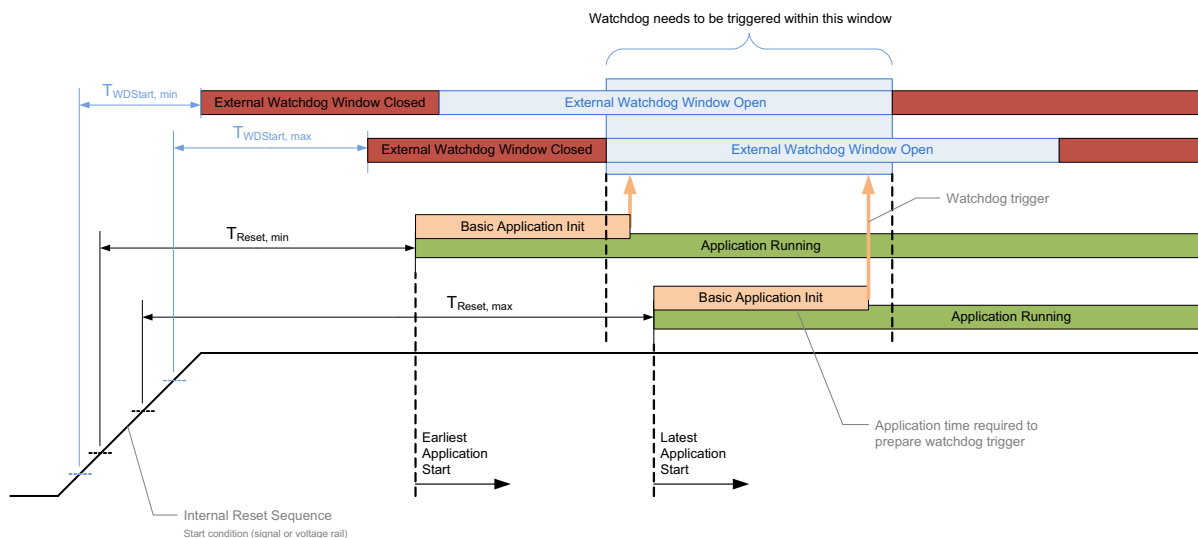 Watchdog needs to be triggered within this window
TWDStart, min
External Watchdog Window Closed
External Watchdog Window Open
TWDStart, max
External Watchdog Window Closed
External Watchdog Window Open
Watchdog trigger
Basic Application Init
TReset, min
Application Running
Basic Application Init
TReset, max
Application Running
Application time required to
prepare watchdog trigger
Earliest
Application
Start
Latest
Application
Start
Internal Reset Sequence
Start condition (signal or voltage rail)